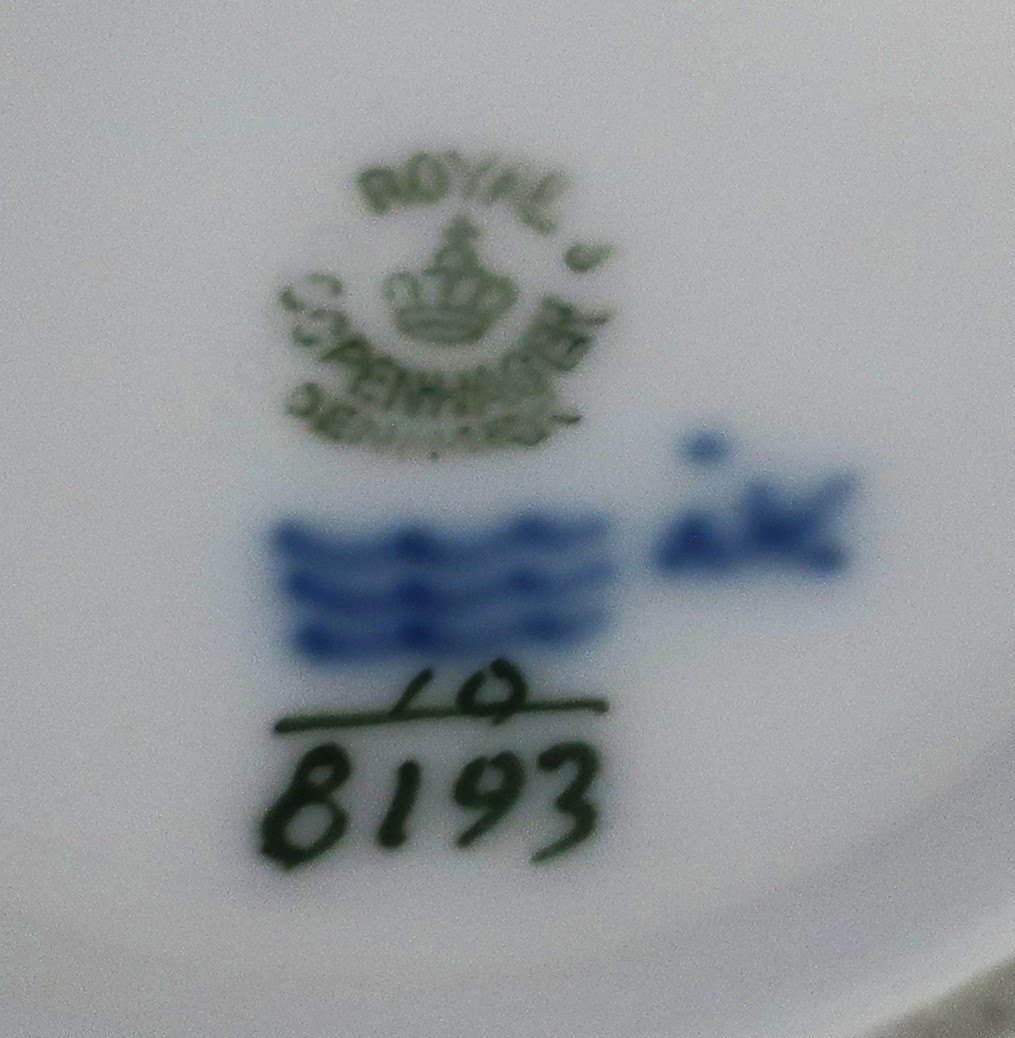 ROYAL
COPENHAGEN
DENMARK
10
8193